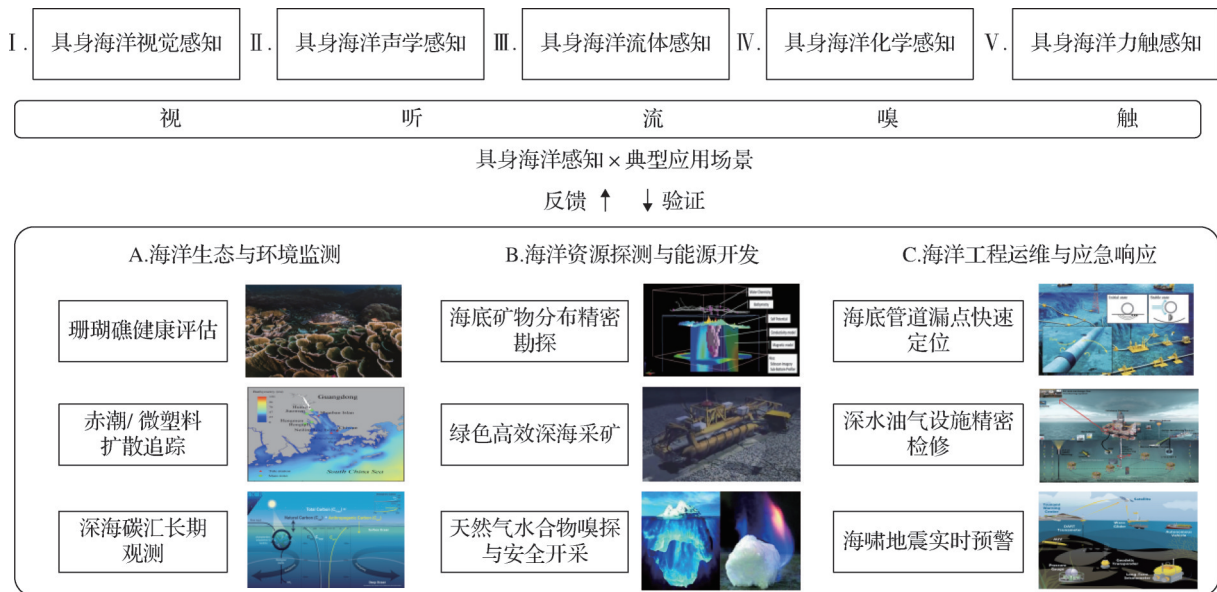 Ⅰ. 具身海洋视觉感知 Ⅱ. 具身海洋声学感知 Ⅲ. 具身海洋流体感知 Ⅳ. 具身海洋化学感知 Ⅴ. 具身海洋力触感知
视 听 流 嗅 触
具身海洋感知×典型应用场景
反馈 ↑ ↓ 验证
A.海洋生态与环境监测
珊瑚礁健康评估
赤潮/微塑料
扩散追踪
Guangdong
South China Sea
深海碳汇长期
观测
B.海洋资源探测与能源开发
海底矿物分布精密
勘探
绿色高效深海采矿
天然气水合物嗅探
与安全开采
C.海洋工程运维与应急响应
海底管道漏点快速
定位
深水油气设施精密
检修
海啸地震实时预警